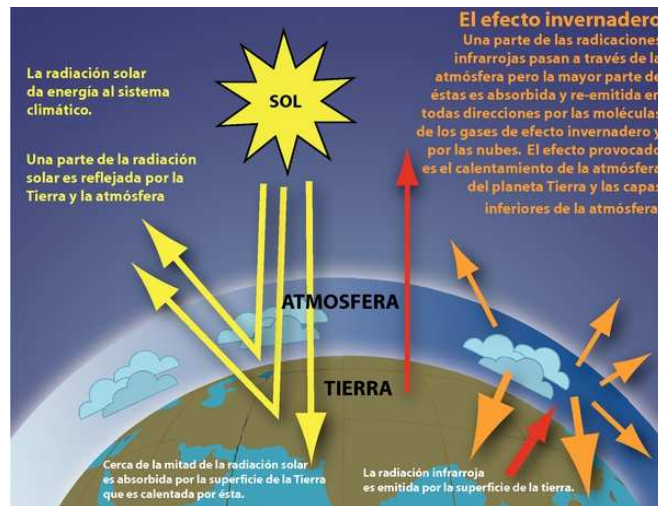 El efecto invernadero
Una parte de las radicaciones
infrarrojas pasan a través de la
atmósfera pero la mayor parte de
éstas es absorbida y re-emitida en
todas direcciones por las moléculas
de los gases de efecto invernadero y
por las nubes. El efecto provocado
es el calentamiento de la atmósfera
del planeta Tierra y las capas
inferiores de la atmósfera.
La radiación solar
da energía al sistema
climático.
SOL
Una parte de la radiación
solar es reflejada por la
Tierra y la atmósfera
ATMOSFERA
TIERRA
Cerca de la mitad de la radiación solar
es absorbida por la superficie de la Tierra
que es calentada por ésta.
La radiación infrarroja
es emitida por la superficie de la tierra.